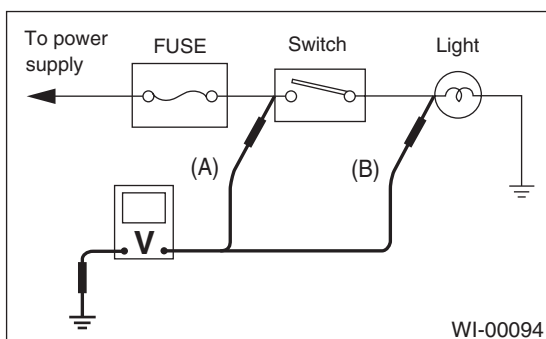 To power
supply
FUSE
Switch
Light
(A)
(B)
V
WI-00094